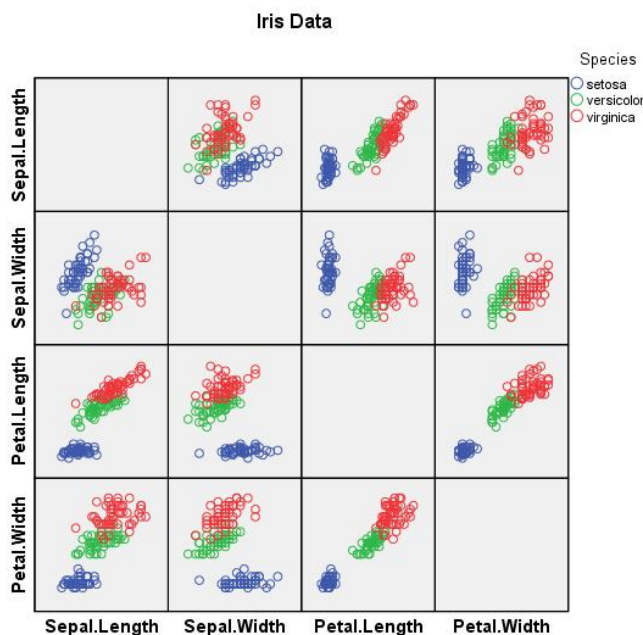 Iris Data
Species
setosa
versicolor
virginica
Sepal.Length
Sepal.Width
Petal.Length
Petal.Width
Sepal.Length
Sepal.Width
Petal.Length
Petal.Width